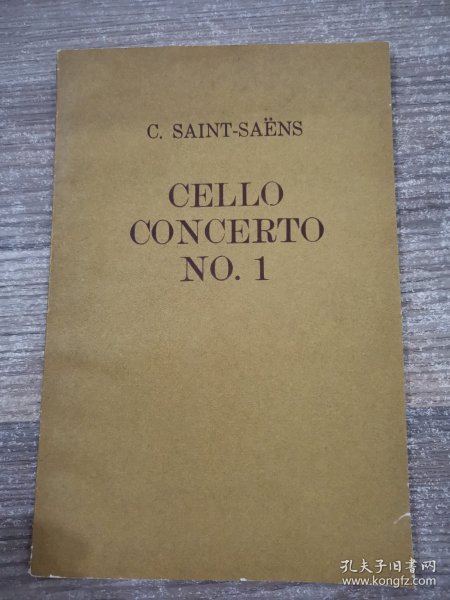 C. SAINT-SAËNS
CELLO
CONCERTO
NO. 1
孔夫子旧书网
www.kongfz.com